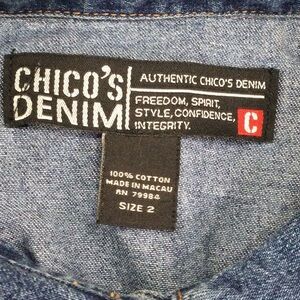 CHICO'S
DENIM
AUTHENTIC CHICO'S DENIM
FREEDOM, SPIRIT,
STYLE, CONFIDENCE,
INTEGRITY.
C
100% COTTON
MADE IN MACAU
RN 79984
SIZE 2